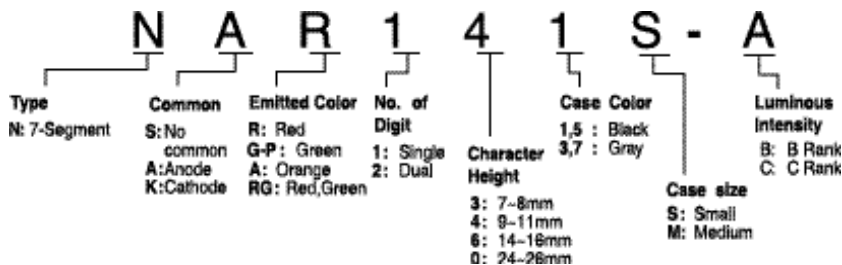 N A R 1 4 1 S - A
Type
N: 7-Segment
Common
S: No
common
A: Anode
K: Cathode
Emitted Color
R: Red
G-P: Green
A: Orange
RG: Red,Green
No. of
Digit
1: Single
2: Dual
Character
Height
3: 7~8mm
4: 9~11mm
6: 14~16mm
0: 24~26mm
Case Color
1,5 : Black
3,7 : Gray
Case size
S: Small
M: Medium
Luminous
Intensity
B: B Rank
C: C Rank